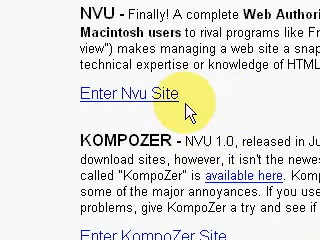 NVU - Finally! A complete Web Authori
Macintosh users to rival programs like Fr
view") makes managing a web site a snap
technical expertise or knowledge of HTML
Enter Nvu Site
KOMPOZER - NVU 1.0, released in Ju
download sites, however, it isn't the newes
called "KompoZer" is available here. Komp
some of the major annoyances. If you use
problems, give KompoZer a try and see if
Enter KompoZer Site